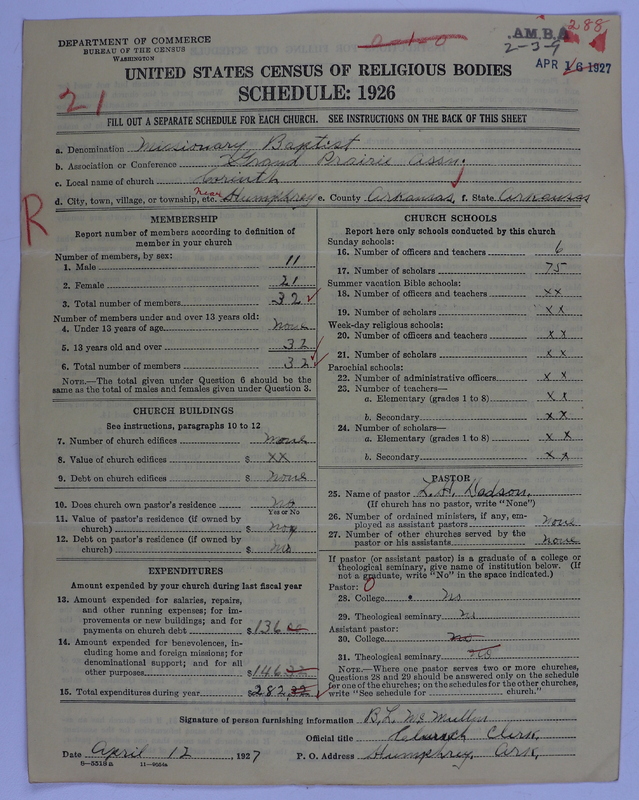 DEPARTMENT OF COMMERCE
BUREAU OF THE CENSUS
WASHINGTON
A.M.B.A
288
2-3-9
APR 16 1927
UNITED STATES CENSUS OF RELIGIOUS BODIES
SCHEDULE: 1926
21
FILL OUT A SEPARATE SCHEDULE FOR EACH CHURCH. SEE INSTRUCTIONS ON THE BACK OF THIS SHEET
a. Denomination Missionary Baptist
b. Association or Conference Grand Prairie Assn.
c. Local name of church Corinth
d. City, town, village, or township, etc. Near Humphrey e. County Arkansas f. State Arkansas
R
MEMBERSHIP
Report number of members according to definition of
member in your church
Number of members, by sex:
1. Male 11
2. Female 21
3. Total number of members 32
Number of members under and over 13 years old:
4. Under 13 years of age None
5. 13 years old and over 32
6. Total number of members 32
NOTE.—The total given under Question 6 should be the
same as the total of males and females given under Question 3.
CHURCH BUILDINGS
See instructions, paragraphs 10 to 12
7. Number of church edifices None
8. Value of church edifices $ XX
9. Debt on church edifices $ None
10. Does church own pastor's residence No
Yes or No
11. Value of pastor's residence (if owned by
church) $
12. Debt on pastor's residence (if owned by
church) $ No
EXPENDITURES
Amount expended by your church during last fiscal year
13. Amount expended for salaries, repairs,
and other running expenses; for im-
provements or new buildings; and for
payments on church debt $ 136 00
14. Amount expended for benevolences, in-
cluding home and foreign missions; for
denominational support; and for all
other purposes $ 146 32
15. Total expenditures during year $ 282,32
CHURCH SCHOOLS
Report here only schools conducted by this church
Sunday schools:
16. Number of officers and teachers 6
17. Number of scholars 75
Summer vacation Bible schools:
18. Number of officers and teachers XX
19. Number of scholars XX
Week-day religious schools:
20. Number of officers and teachers XX
21. Number of scholars XX
Parochial schools:
22. Number of administrative officers XX
23. Number of teachers—
a. Elementary (grades 1 to 8) XX
b. Secondary XX
24. Number of scholars—
a. Elementary (grades 1 to 8) XX
b. Secondary XX
PASTOR
25. Name of pastor L. H. Dodson.
(If church has no pastor, write "None")
26. Number of ordained ministers, if any, em-
ployed as assistant pastors None
27. Number of other churches served by the
pastor or his assistants None
If pastor (or assistant pastor) is a graduate of a college or
theological seminary, give name of institution below. (If
not a graduate, write "No" in the space indicated.)
Pastor: 0
28. College No
29. Theological seminary No
Assistant pastor:
30. College No
31. Theological seminary No
NOTE.—Where one pastor serves two or more churches,
Questions 28 and 29 should be answered only on the schedule
for one of the churches; on the schedules for the other churches,
write "See schedule for church."
Signature of person furnishing information B. L. McMullen
Official title Church Clerk,
Date April 12, 1927 P. O. Address Humphrey, Ark,
8—5518 11—9664